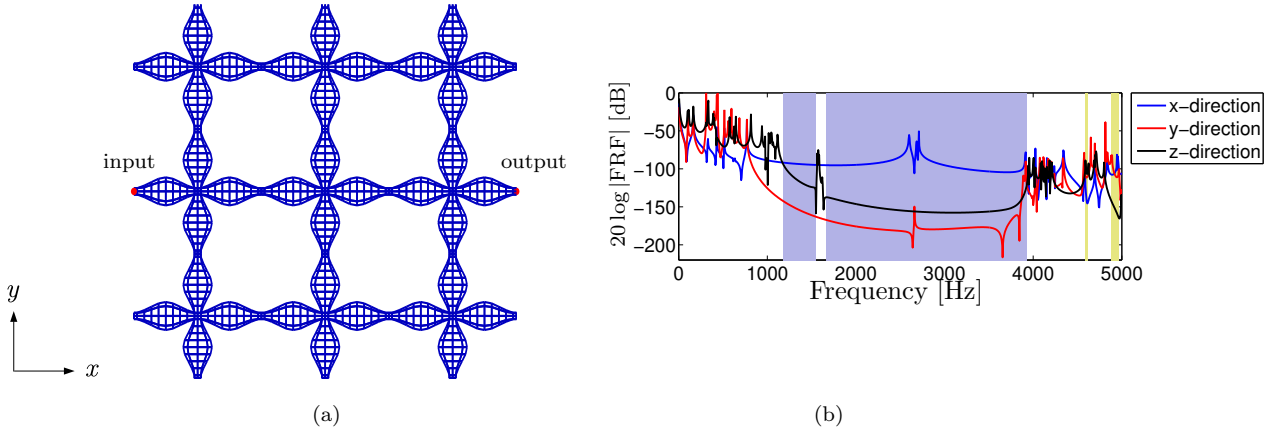 input
output
y
x
(a)
20 log |FRF| [dB]
0
−50
−100
−150
−200
0
1000
2000
3000
4000
5000
Frequency [Hz]
x-direction
y-direction
z-direction
(b)